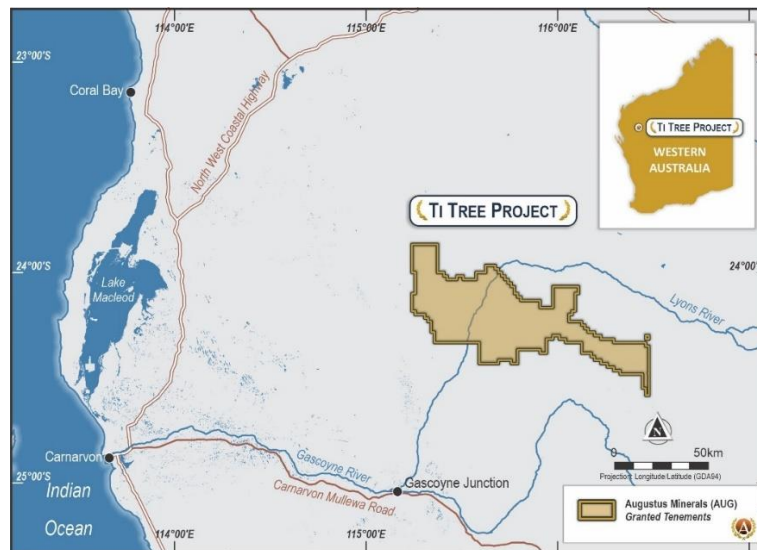 114°00'E
115°00'E
116°00'E
23°00'S
Coral Bay
North West Coastal Highway
TI TREE PROJECT
WESTERN
AUSTRALIA
TI TREE PROJECT
24°00'S
24°00'
Lake
Macleod
Lyons River
Carnarvon
Gascoyne River
Carnarvon Mullewa Road
Gascoyne Junction
25°00'S
Indian
Ocean
N
0
50km
Projection: Longitude/Latitude (GDA94)
Augustus Minerals (AUG)
Granted Tenements
A
114°00'E
115°00'E